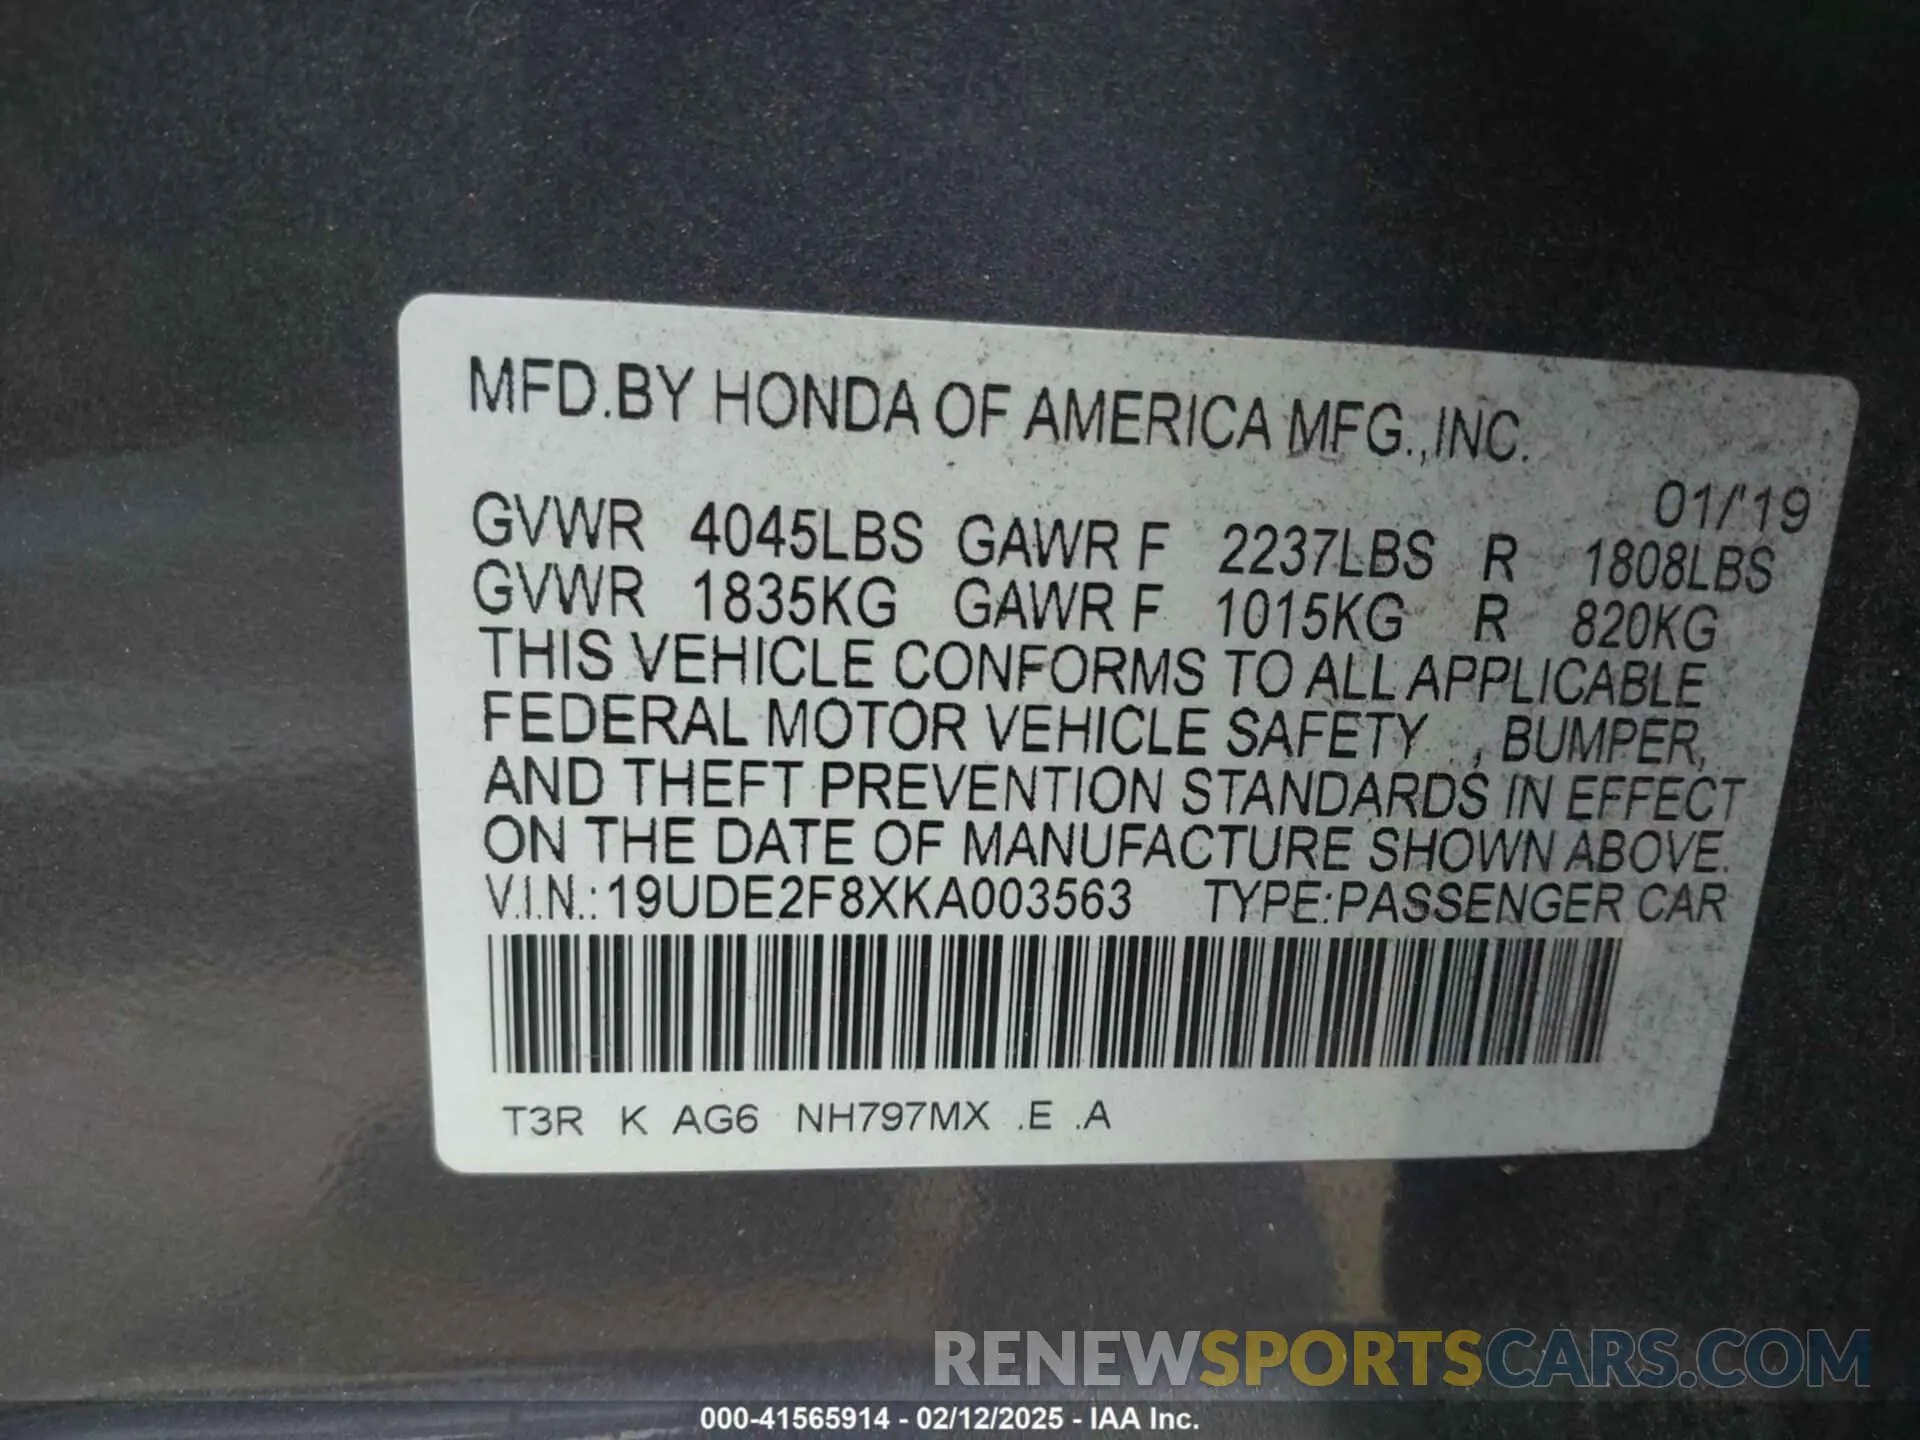 MFD.BY HONDA OF AMERICA MFG.,INC.
01/'19
GVWR 4045LBS GAWR F 2237LBS R 1808LBS
GVWR 1835KG GAWR F 1015KG R 820KG
THIS VEHICLE CONFORMS TO ALL APPLICABLE
FEDERAL MOTOR VEHICLE SAFETY , BUMPER,
AND THEFT PREVENTION STANDARDS IN EFFECT
ON THE DATE OF MANUFACTURE SHOWN ABOVE.
V.I.N.:19UDE2F8XKA003563 TYPE:PASSENGER CAR
T3R K AG6 NH797MX .E .A
RENEWSPORTSCARS.COM
000-41565914 - 02/12/2025 - IAA Inc.